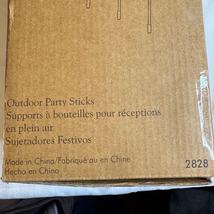 Outdoor Party Sticks
Supports à bouteilles pour réceptions
en plein air
Sujetadores Festivos
Made in China/Fabriqué au en Chine
Hecho en China
2828